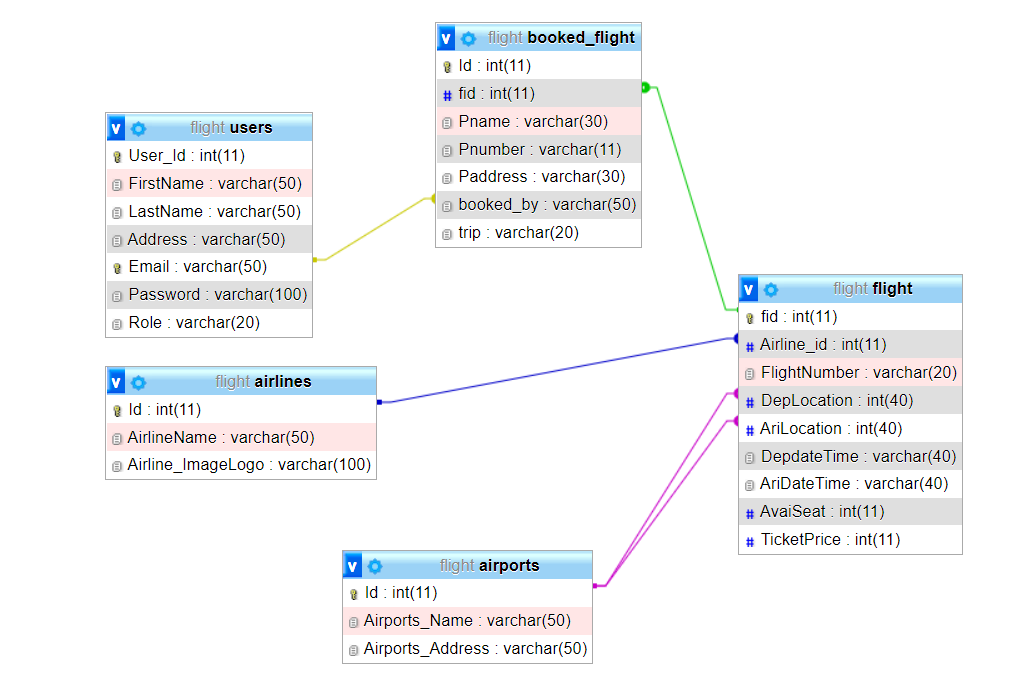 v flight booked_flight
Id : int(11)
fid : int(11)
Pname : varchar(30)
Pnumber : varchar(11)
Paddress : varchar(30)
booked_by : varchar(50)
trip : varchar(20)
v flight users
User_Id : int(11)
FirstName : varchar(50)
LastName : varchar(50)
Address : varchar(50)
Email : varchar(50)
Password : varchar(100)
Role : varchar(20)
v flight flight
fid : int(11)
# Airline_id : int(11)
FlightNumber : varchar(20)
# DepLocation : int(40)
# AriLocation : int(40)
DepdateTime : varchar(40)
AriDateTime : varchar(40)
# AvaiSeat : int(11)
# TicketPrice : int(11)
v flight airlines
Id : int(11)
AirlineName : varchar(50)
Airline_ImageLogo : varchar(100)
v flight airports
Id : int(11)
Airports_Name : varchar(50)
Airports_Address : varchar(50)